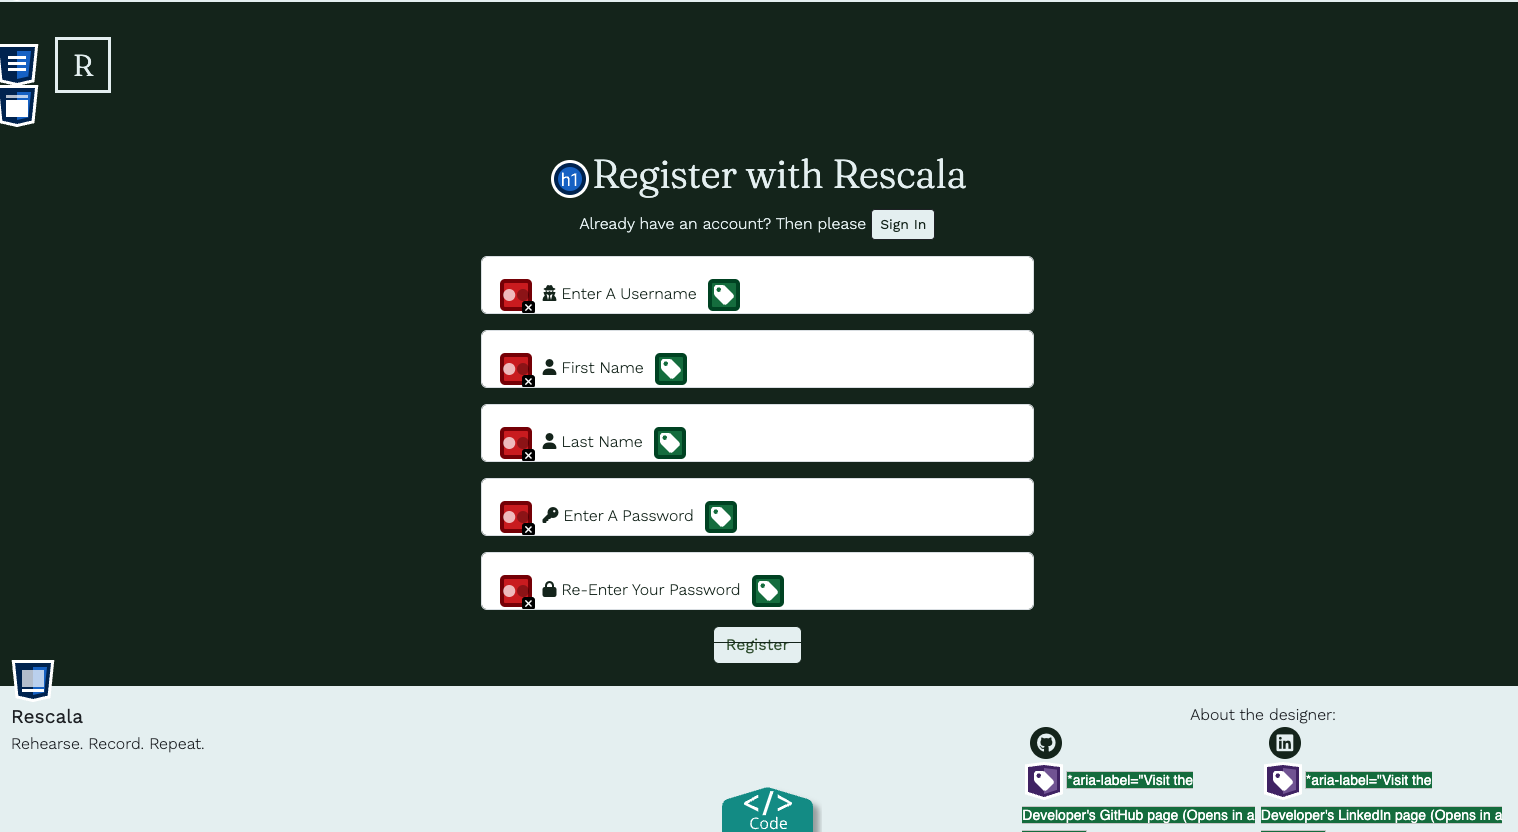 R
h1 Register with Rescala
Already have an account? Then please Sign In
Enter A Username
First Name
Last Name
Enter A Password
Re-Enter Your Password
Register
Rescala
Rehearse. Record. Repeat.
About the designer:
*aria-label="Visit the
Developer's GitHub page (Opens in a
*aria-label="Visit the
Developer's LinkedIn page (Opens in a
</>
Code